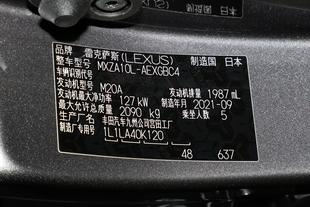 品牌 雷克萨斯(LEXUS) 制造国 日本
整车型号 MXZA10L-AEXGBC4
车辆识别代号
发动机型号 M20A 发动机排量 1987 ml
发动机最大净功率 127 kW 制造年月 2021-09
最大允许总质量 2090 kg 乘坐人数 5
生产厂名 丰田汽车九州公司宫田工厂
1L1LA40K120
48 637